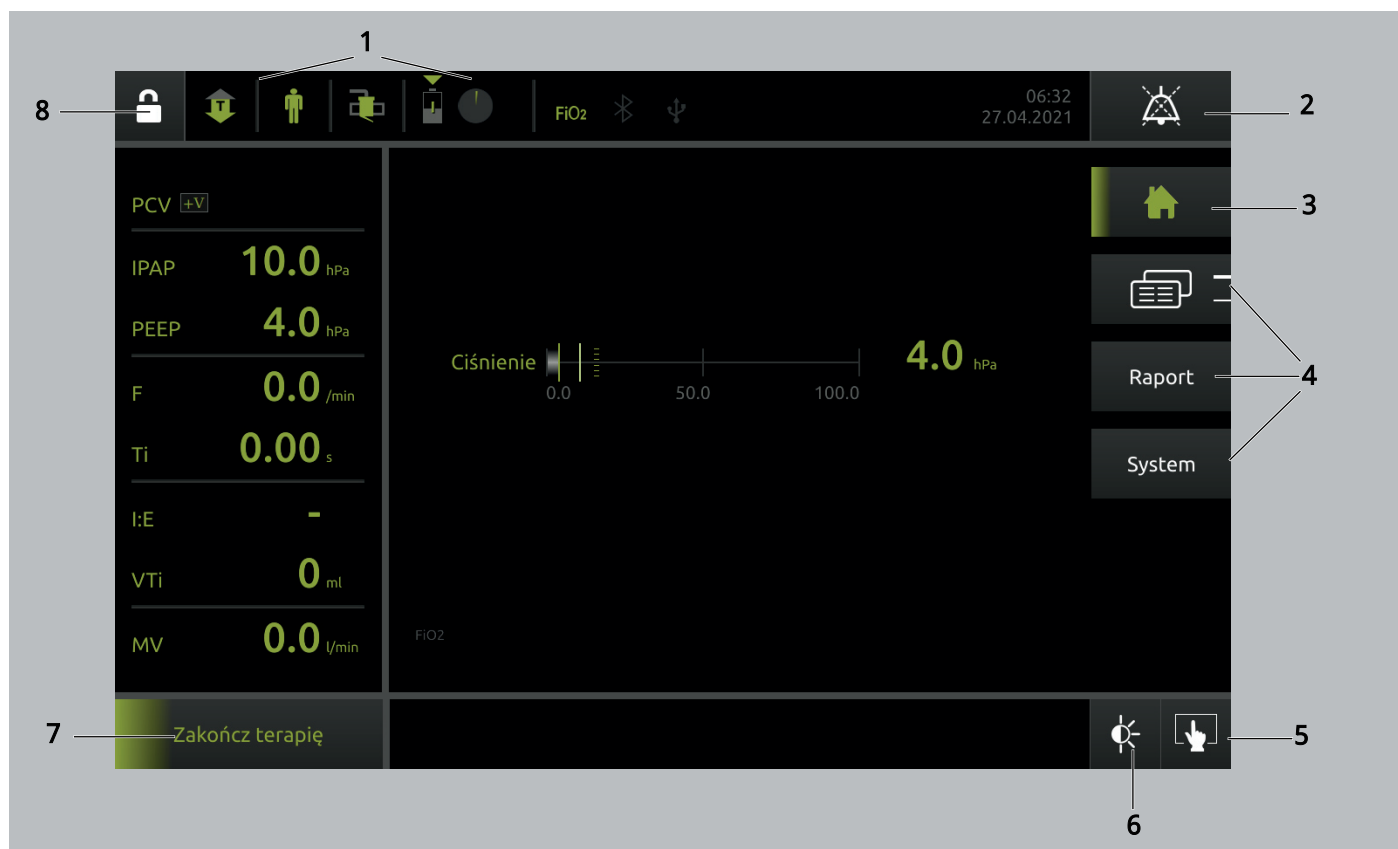 1
8
T
FiO2
06:32
27.04.2021
2
PCV +V
IPAP 10.0 hPa
PEEP 4.0 hPa
F 0.0 /min
Ti 0.00 s
I:E -
VTi 0 ml
MV 0.0 l/min
Ciśnienie 4.0 hPa
0.0 50.0 100.0
FiO2
3
Raport
4
System
7
Zakończ terapię
5
6